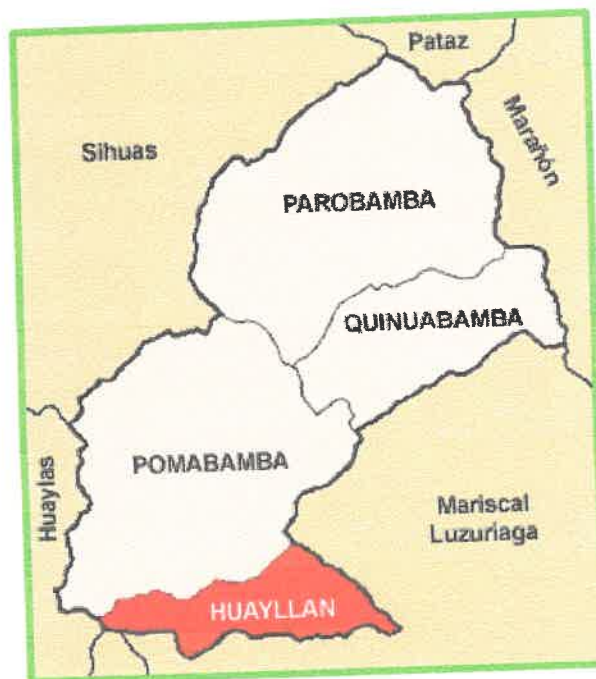 Pataz
Sihuas
Marañón
PAROBAMBA
QUINUABAMBA
POMABAMBA
Huaylas
Mariscal
Luzuriaga
HUAYLLAN